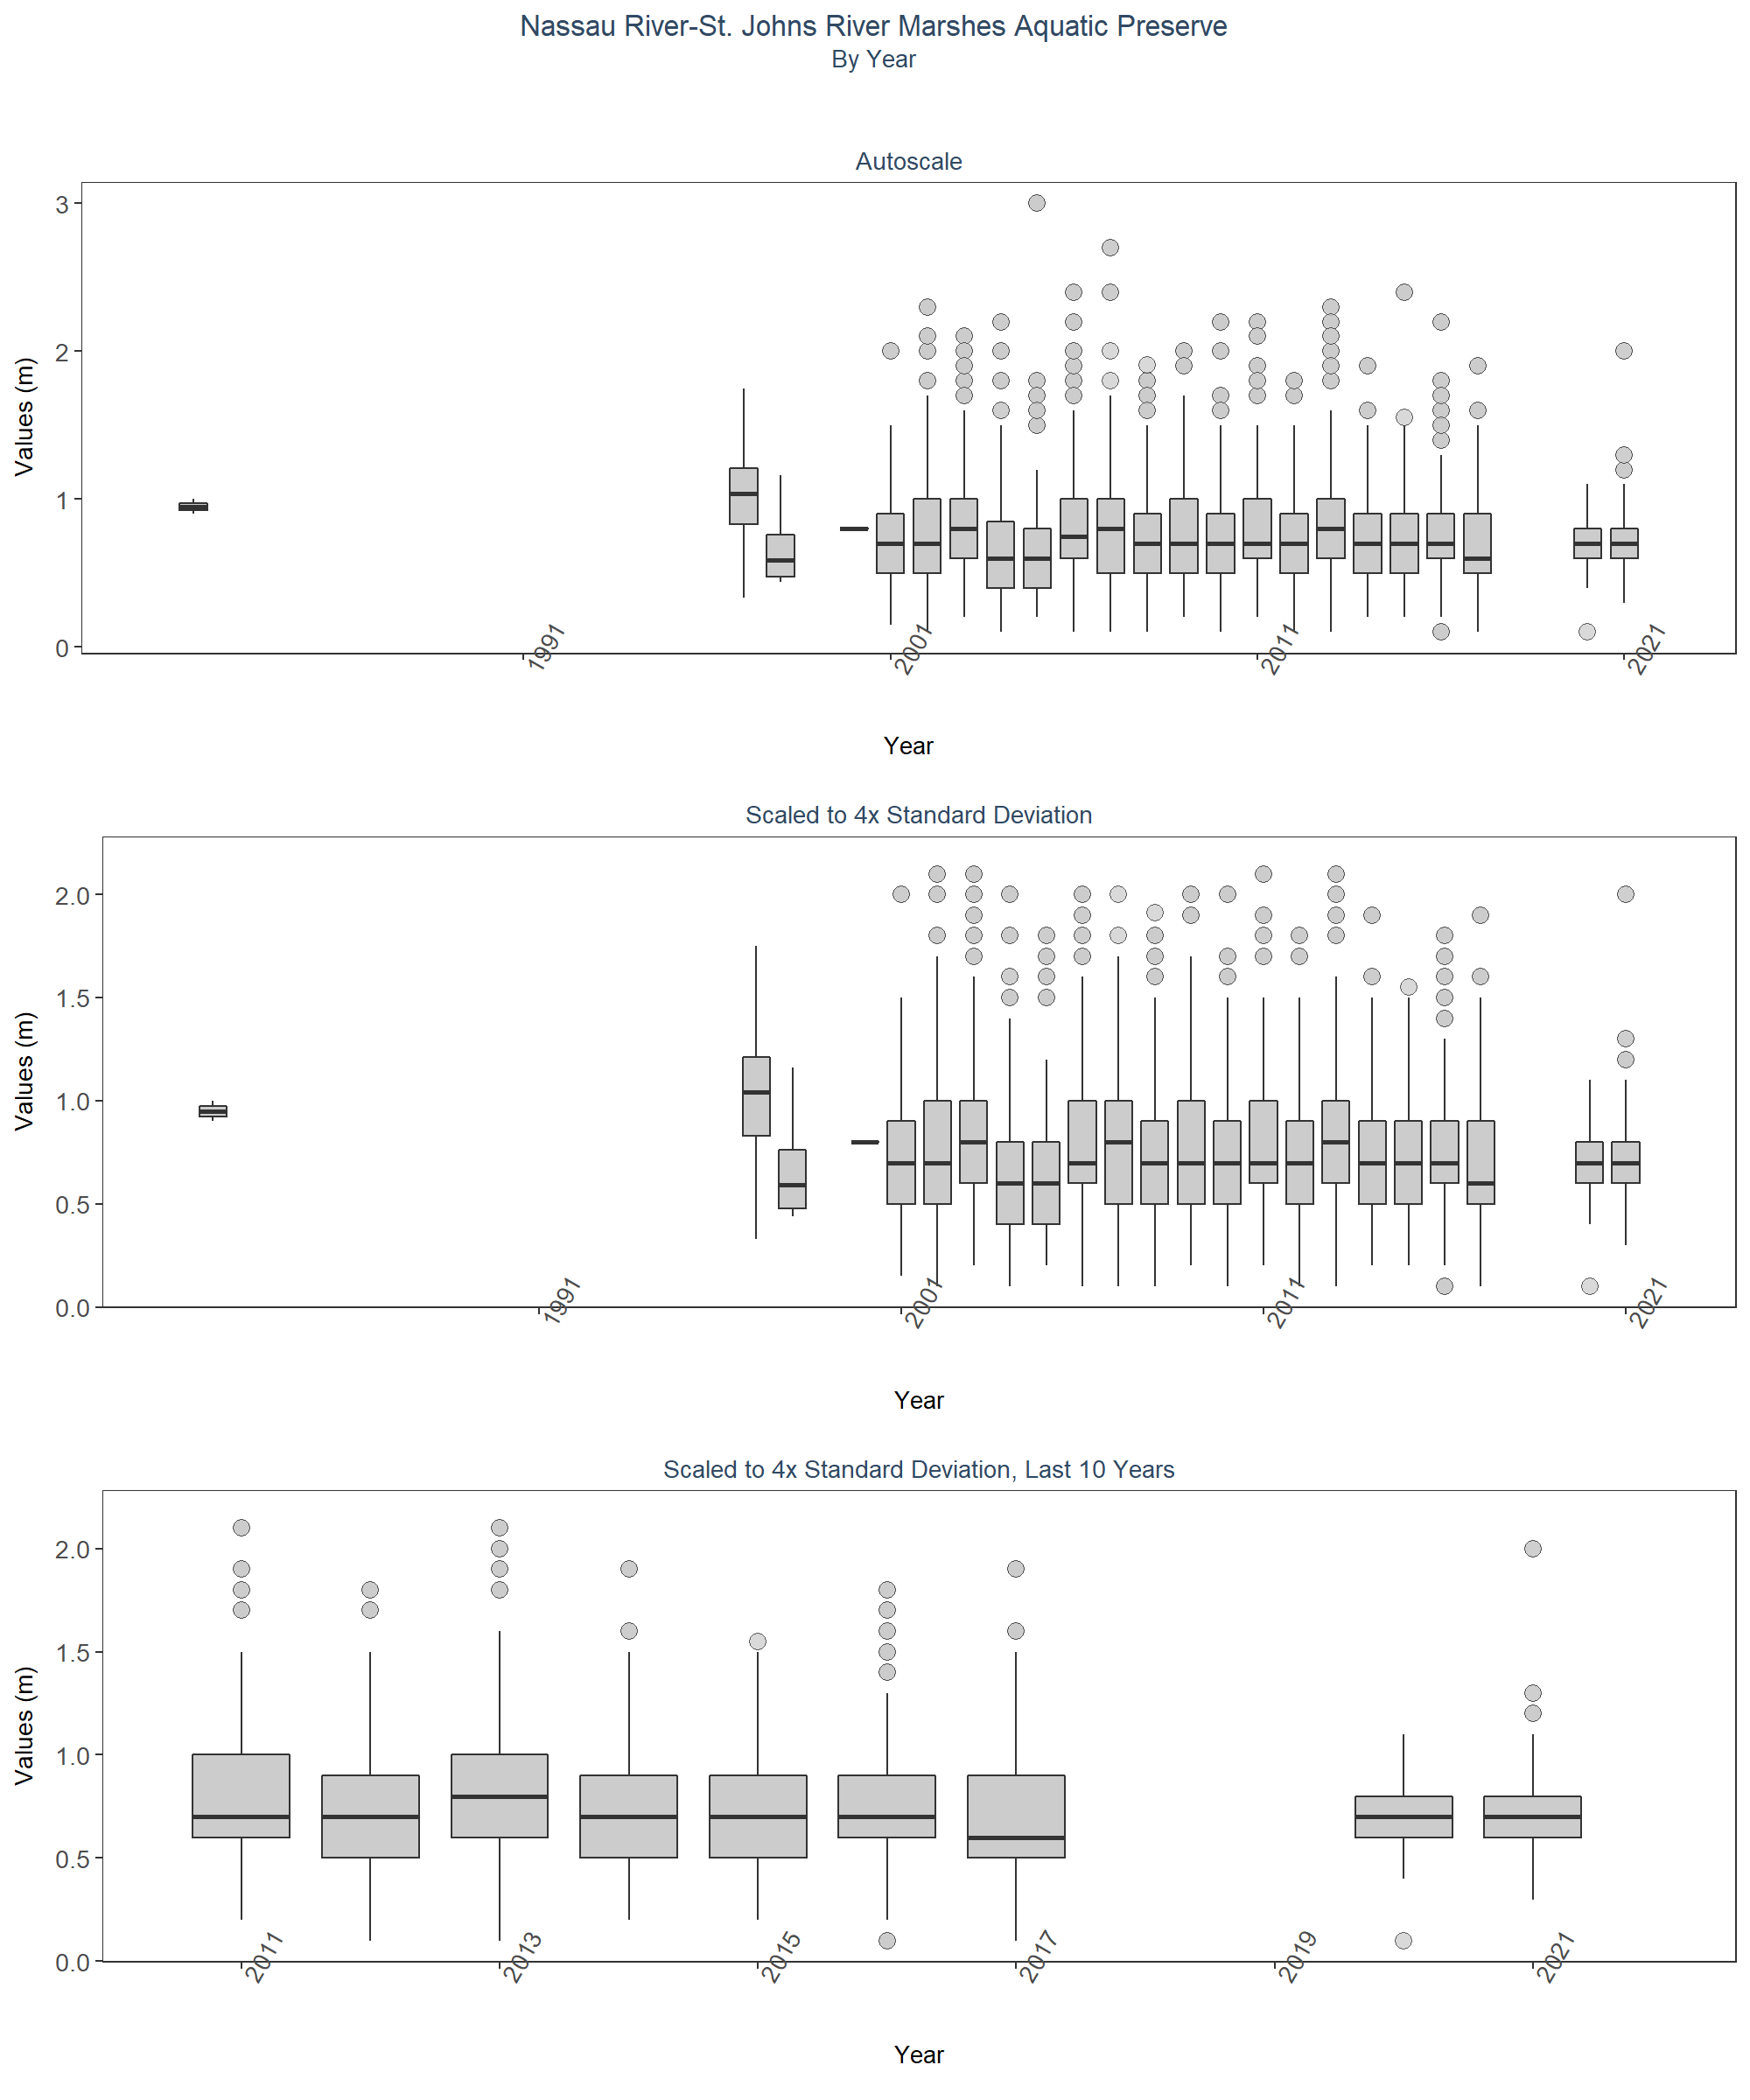 Nassau River-St. Johns River Marshes Aquatic Preserve
By Year
Autoscale
3
2
1
0
Values (m)
1991
2001
2011
2021
Year
Scaled to 4x Standard Deviation
2.0
1.5
1.0
0.5
0.0
Values (m)
1991
2001
2011
2021
Year
Scaled to 4x Standard Deviation, Last 10 Years
2.0
1.5
1.0
0.5
0.0
Values (m)
2011
2013
2015
2017
2019
2021
Year